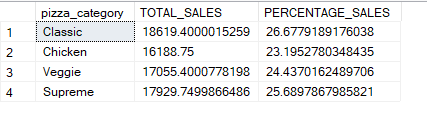 pizza_category TOTAL_SALES PERCENTAGE_SALES
1 Classic 18619.4000015259 26.6779189176038
2 Chicken 16188.75 23.1952780348435
3 Veggie 17055.4000778198 24.4370162489706
4 Supreme 17929.7499866486 25.6897867985821